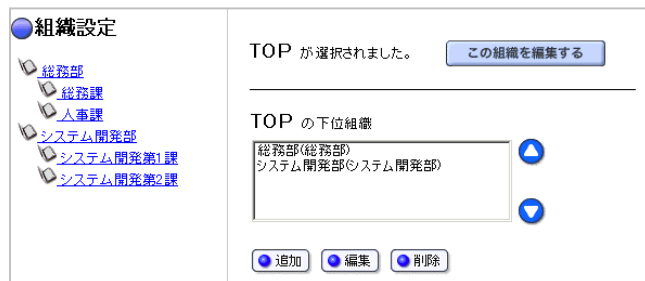 組織設定
総務部
総務課
人事課
システム開発部
システム開発第1課
システム開発第2課
TOP が選択されました。
この組織を編集する
TOP の下位組織
総務部(総務部)
システム開発部(システム開発部)
追加
編集
削除